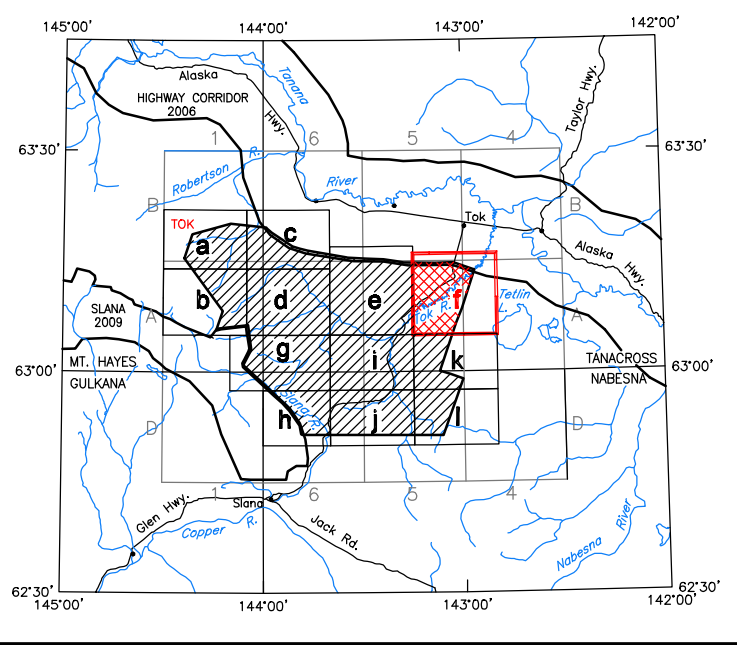 145°00' 144°00' 143°00' 142°00'
Alaska
Tanana
HIGHWAY CORRIDOR
2006
Hwy.
Taylor Hwy.
63°30' 63°30'
1 6 5 4
R.
Robertson
River
B B
TOK
Tok
a c
Alaska Hwy.
b d e f
Tetlin
L.
SLANA
2009
A A
Tok R.
g i k
TANACROSS
63°00' 63°00'
MT. HAYES
GULKANA
NABESNA
Slana R.
h j l
D D
1 6 5 4
Slana
Glen Hwy.
Copper R.
Jack Rd.
Nabesna River
62°30' 62°30'
145°00' 144°00' 143°00' 142°00'